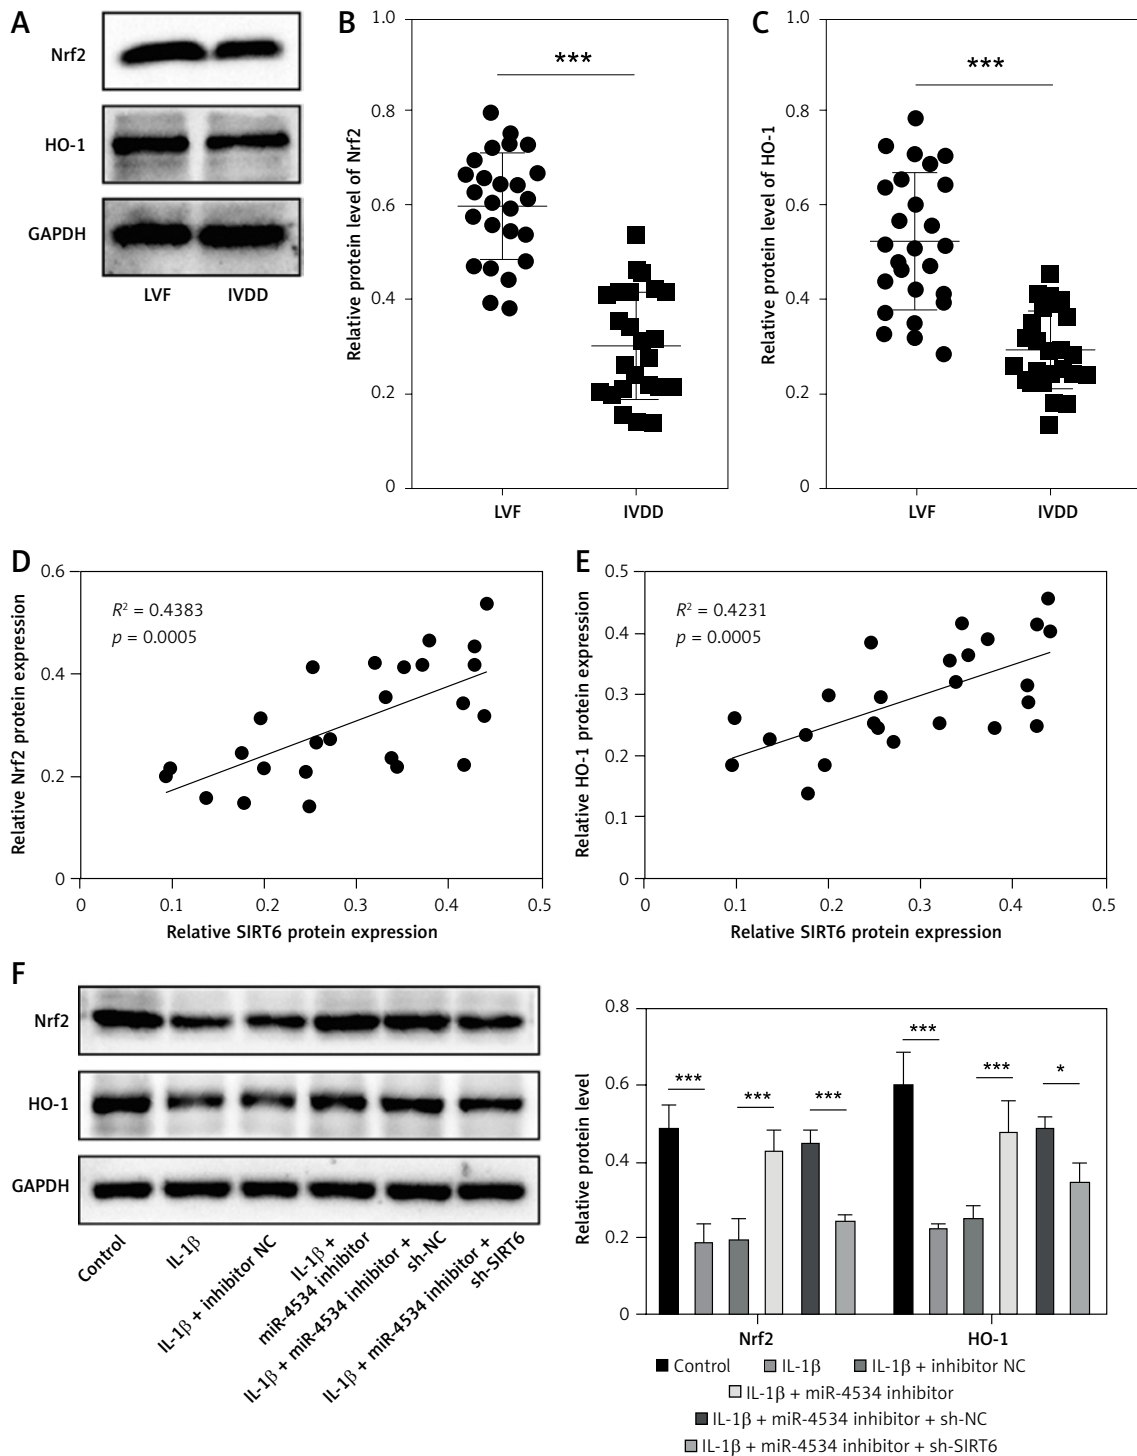 A
Nrf2
HO-1
GAPDH
LVF IVDD
B
Relative protein level of Nrf2
1.0
0.8
0.6
0.4
0.2
0
***
LVF IVDD
C
Relative protein level of HO-1
1.0
0.8
0.6
0.4
0.2
0
***
LVF IVDD
D
Relative Nrf2 protein expression
0.6
0.4
0.2
0
R² = 0.4383
p = 0.0005
0 0.1 0.2 0.3 0.4 0.5
Relative SIRT6 protein expression
E
Relative HO-1 protein expression
0.5
0.4
0.3
0.2
0.1
0
R² = 0.4231
p = 0.0005
0 0.1 0.2 0.3 0.4 0.5
Relative SIRT6 protein expression
F
Nrf2
HO-1
GAPDH
Control
IL-1β
IL-1β + inhibitor NC
IL-1β +
miR-4534 inhibitor
IL-1β + miR-4534 inhibitor +
sh-NC
IL-1β + miR-4534 inhibitor +
sh-SIRT6
Relative protein level
0.8
0.6
0.4
0.2
0
*** *** *** *** *** *
Nrf2 HO-1
Control IL-1β IL-1β + inhibitor NC
IL-1β + miR-4534 inhibitor
IL-1β + miR-4534 inhibitor + sh-NC
IL-1β + miR-4534 inhibitor + sh-SIRT6